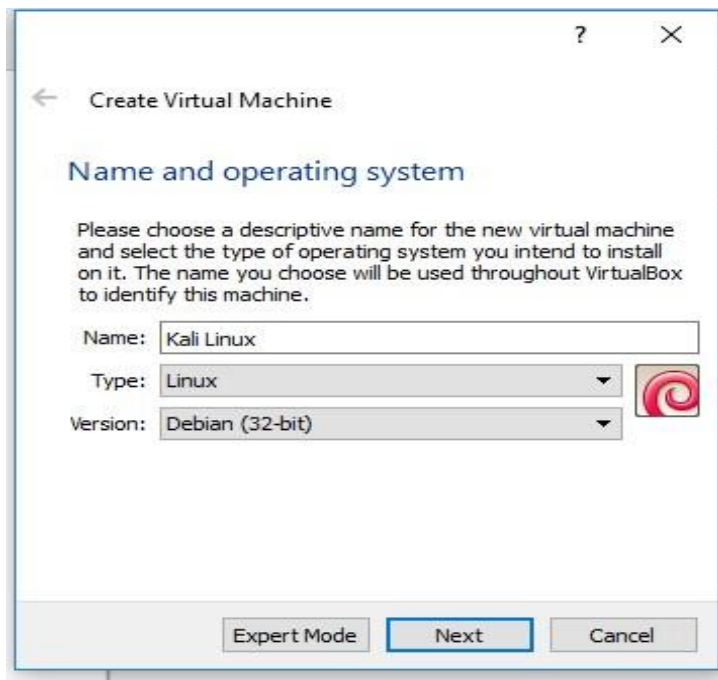 ?
Create Virtual Machine
Name and operating system
Please choose a descriptive name for the new virtual machine
and select the type of operating system you intend to install
on it. The name you choose will be used throughout VirtualBox
to identify this machine.
Name: Kali Linux
Type: Linux
Version: Debian (32-bit)
Expert Mode Next Cancel